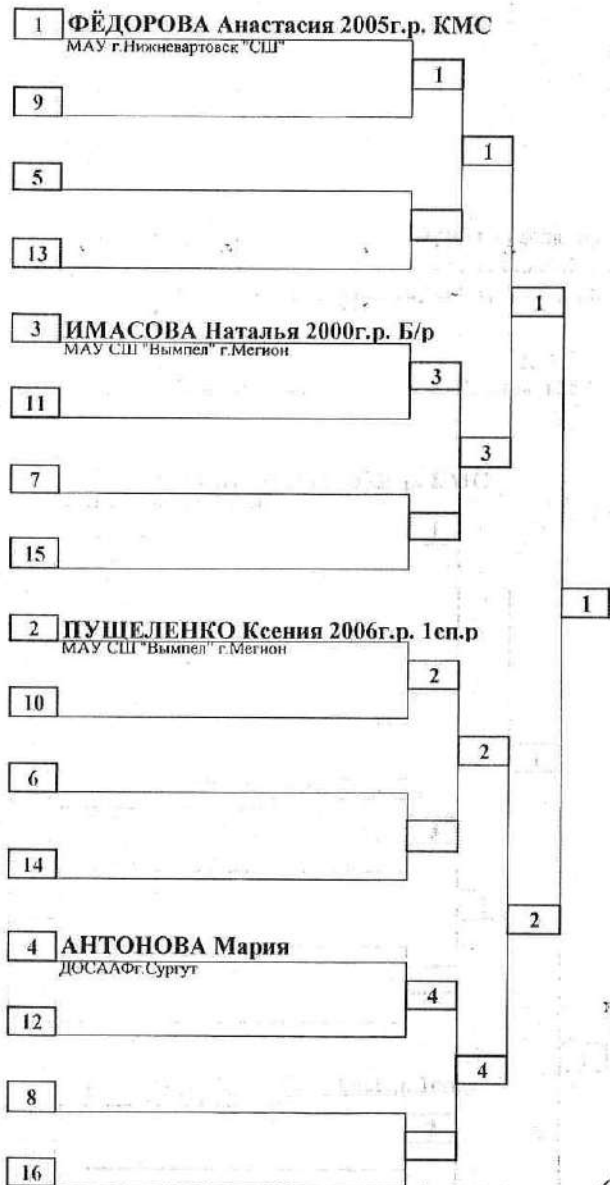 1 ФЁДОРОВА Анастасия 2005г.р. КМС
МАУ г.Нижневартовск "СШ"
1
9
1
5
13
1
3 ИМАСОВА Наталья 2000г.р. Б/р
МАУ СШ "Вымпел" г.Мегион
3
11
3
7
15
1
2 ПУЩЕЛЕНКО Ксения 2006г.р. 1сп.р
МАУ СШ "Вымпел" г.Мегион
2
10
2
6
14
2
4 АНТОНОВА Мария
ДОСААФг.Сургут
4
12
4
8
16